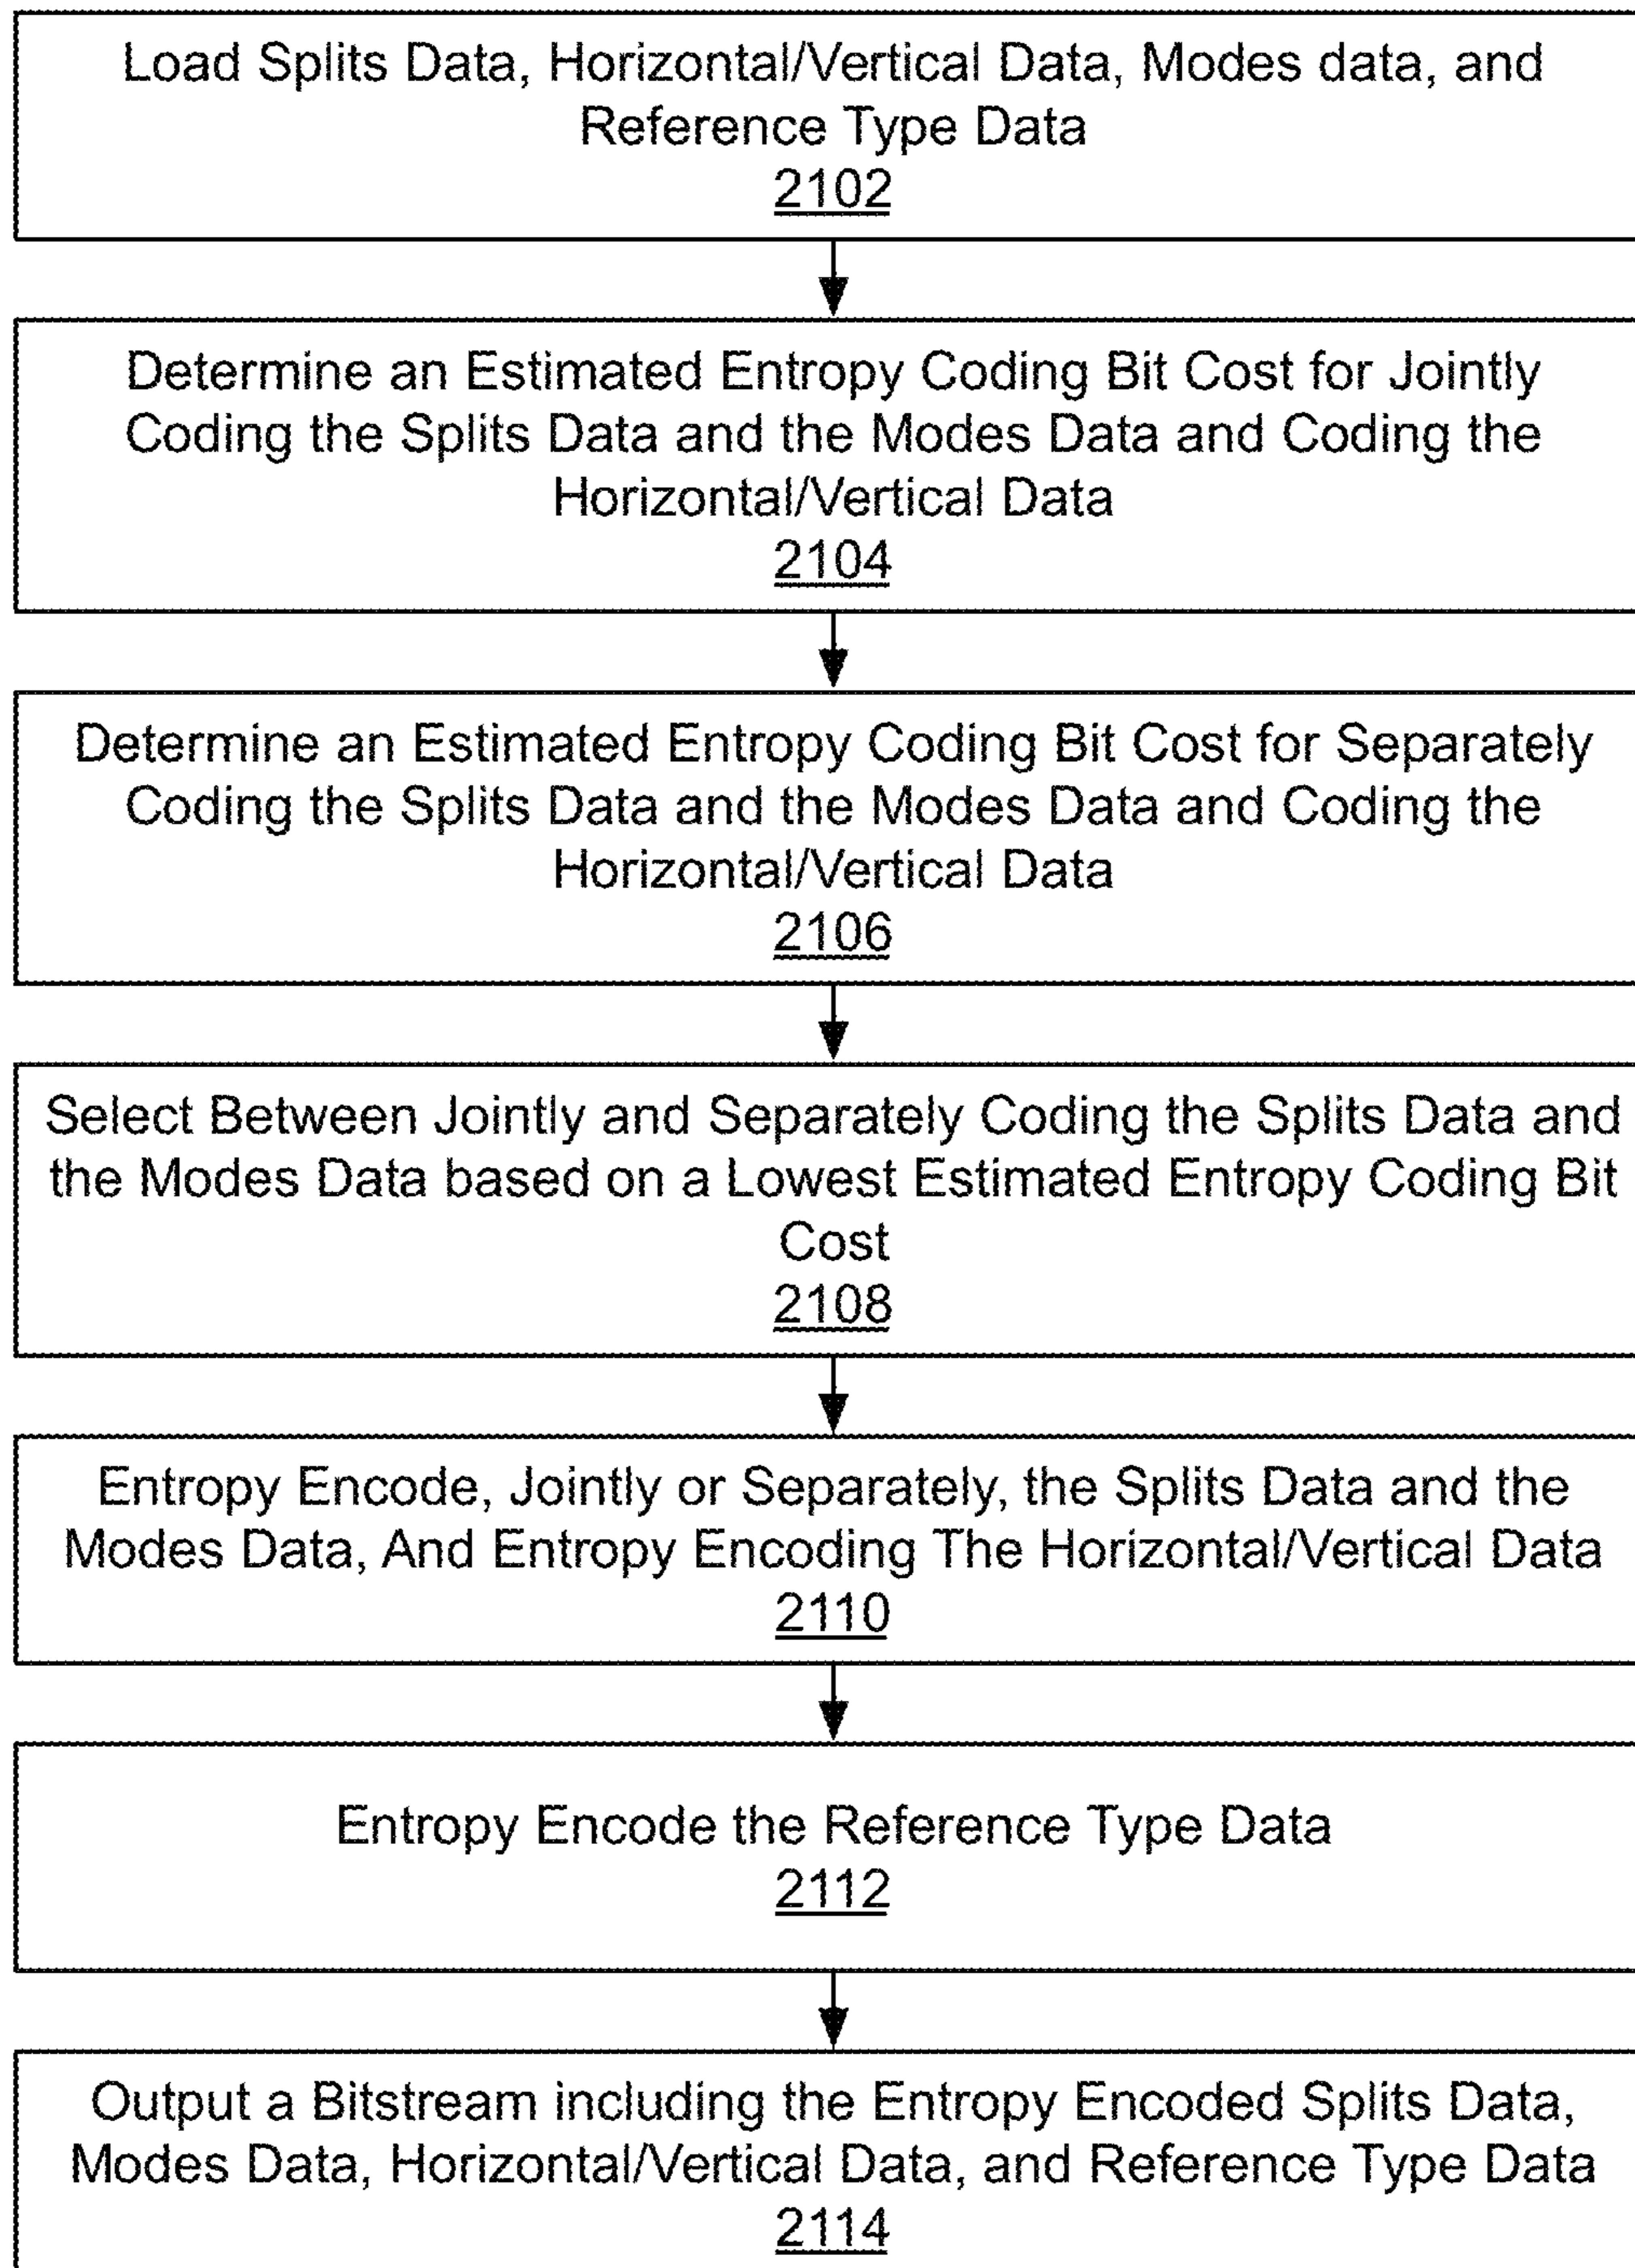 Load Splits Data, Horizontal/Vertical Data, Modes data, and
Reference Type Data
2102
Determine an Estimated Entropy Coding Bit Cost for Jointly
Coding the Splits Data and the Modes Data and Coding the
Horizontal/Vertical Data
2104
Determine an Estimated Entropy Coding Bit Cost for Separately
Coding the Splits Data and the Modes Data and Coding the
Horizontal/Vertical Data
2106
Select Between Jointly and Separately Coding the Splits Data and
the Modes Data based on a Lowest Estimated Entropy Coding Bit
Cost
2108
Entropy Encode, Jointly or Separately, the Splits Data and the
Modes Data, And Entropy Encoding The Horizontal/Vertical Data
2110
Entropy Encode the Reference Type Data
2112
Output a Bitstream including the Entropy Encoded Splits Data,
Modes Data, Horizontal/Vertical Data, and Reference Type Data
2114